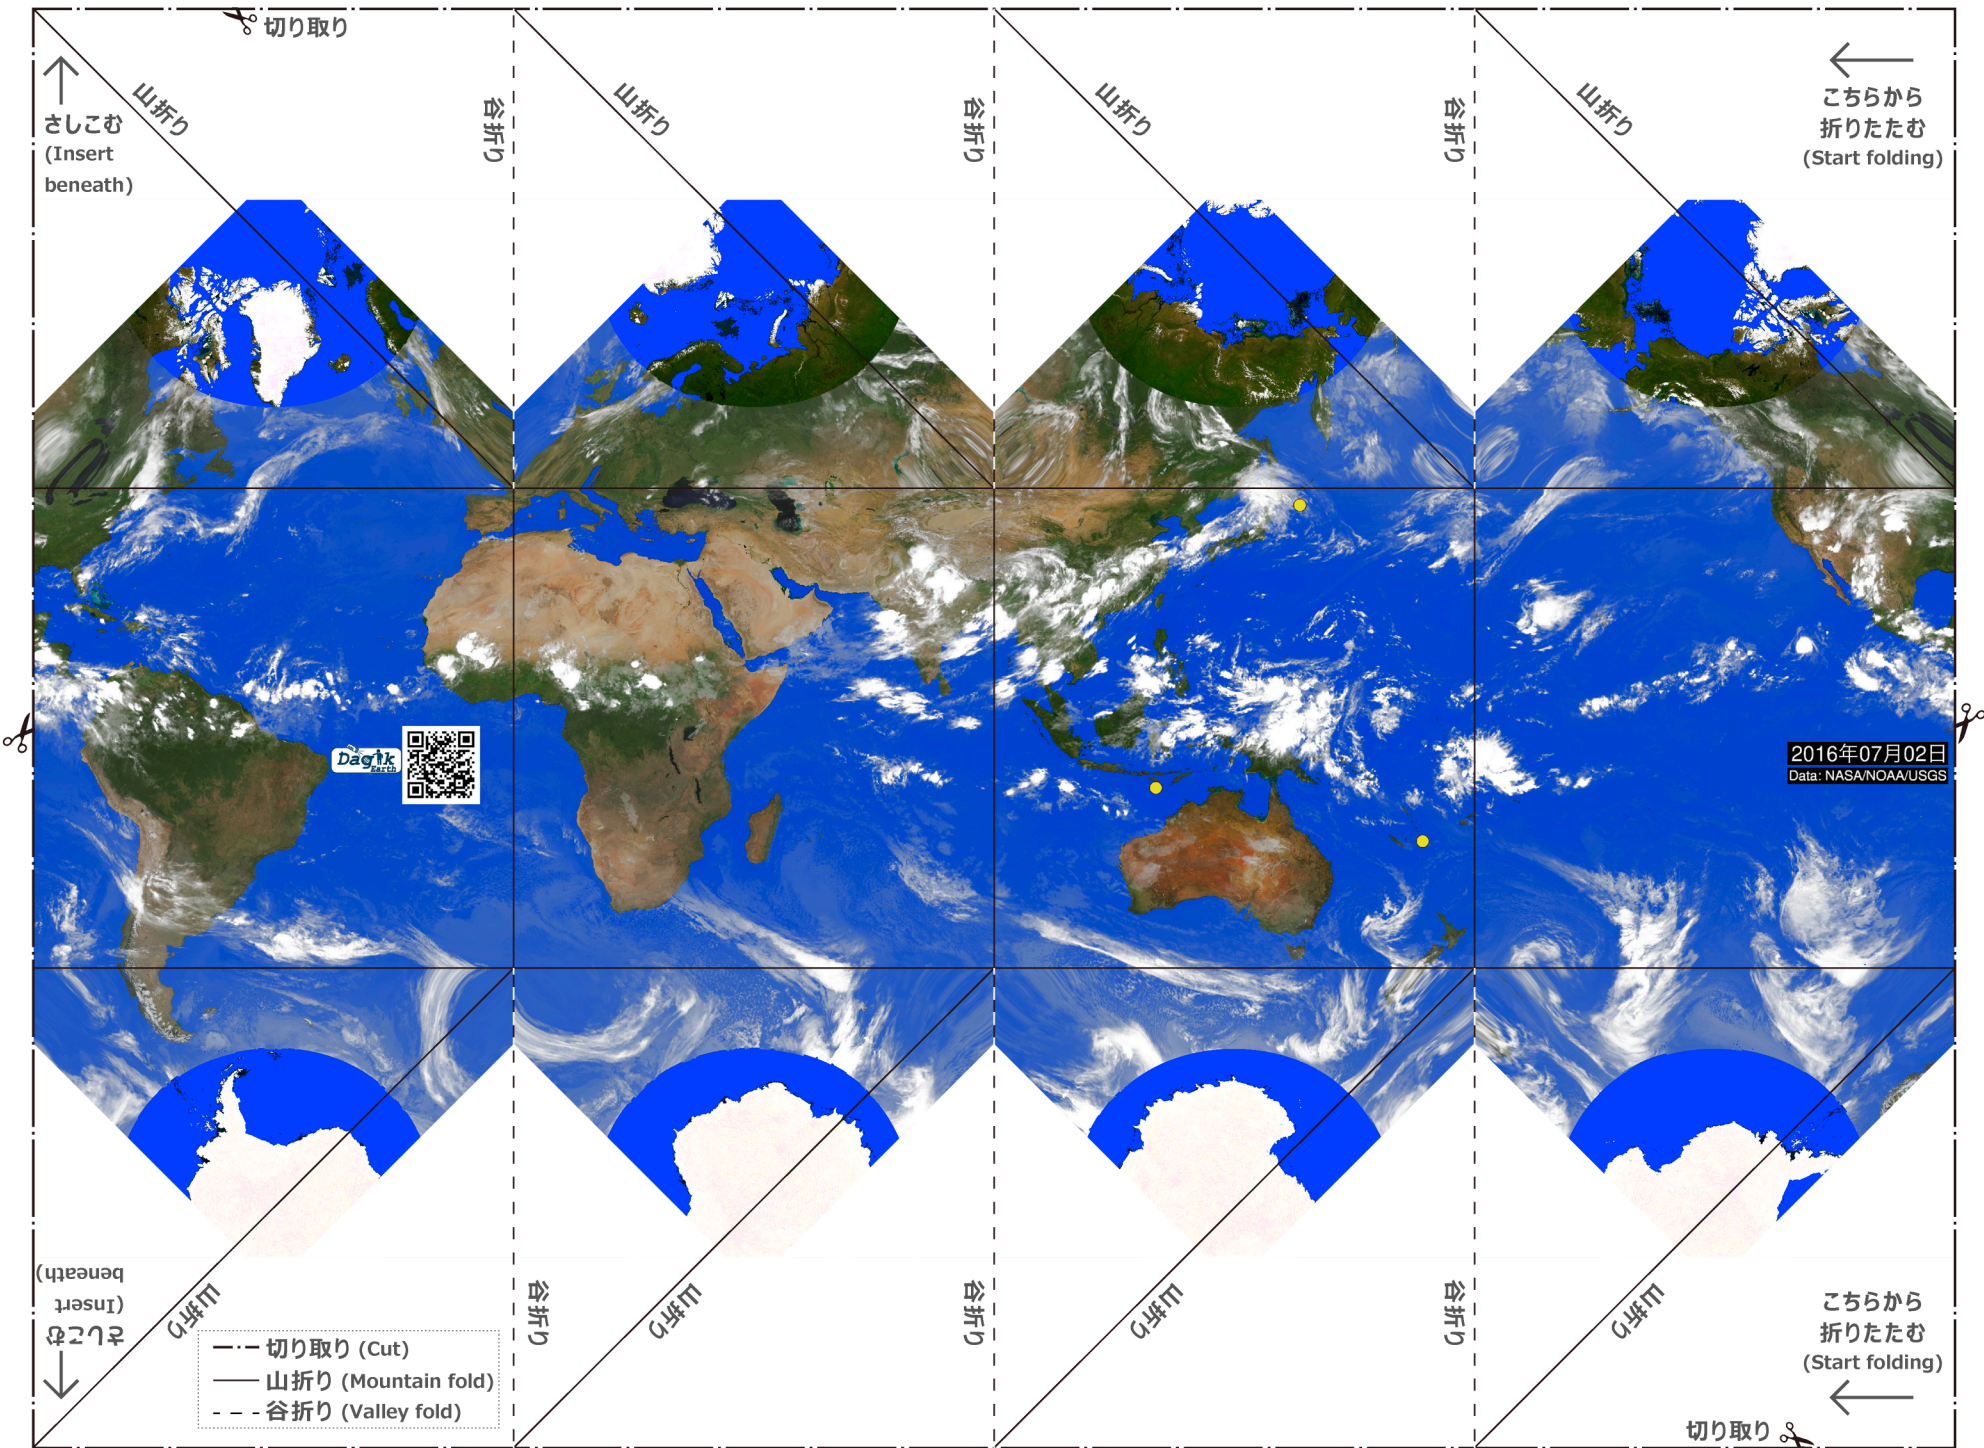 切り取り
さしこむ
(Insert
beneath)
山折り
谷折り
山折り
谷折り
山折り
谷折り
山折り
こちらから
折りたたむ
(Start folding)
Dagik
Earth
2016年07月02日
Data: NASA/NOAA/USGS
さしこむ
(Insert
beneath)
山折り
谷折り
山折り
谷折り
山折り
谷折り
山折り
こちらから
折りたたむ
(Start folding)
切り取り (Cut)
山折り (Mountain fold)
谷折り (Valley fold)
切り取り